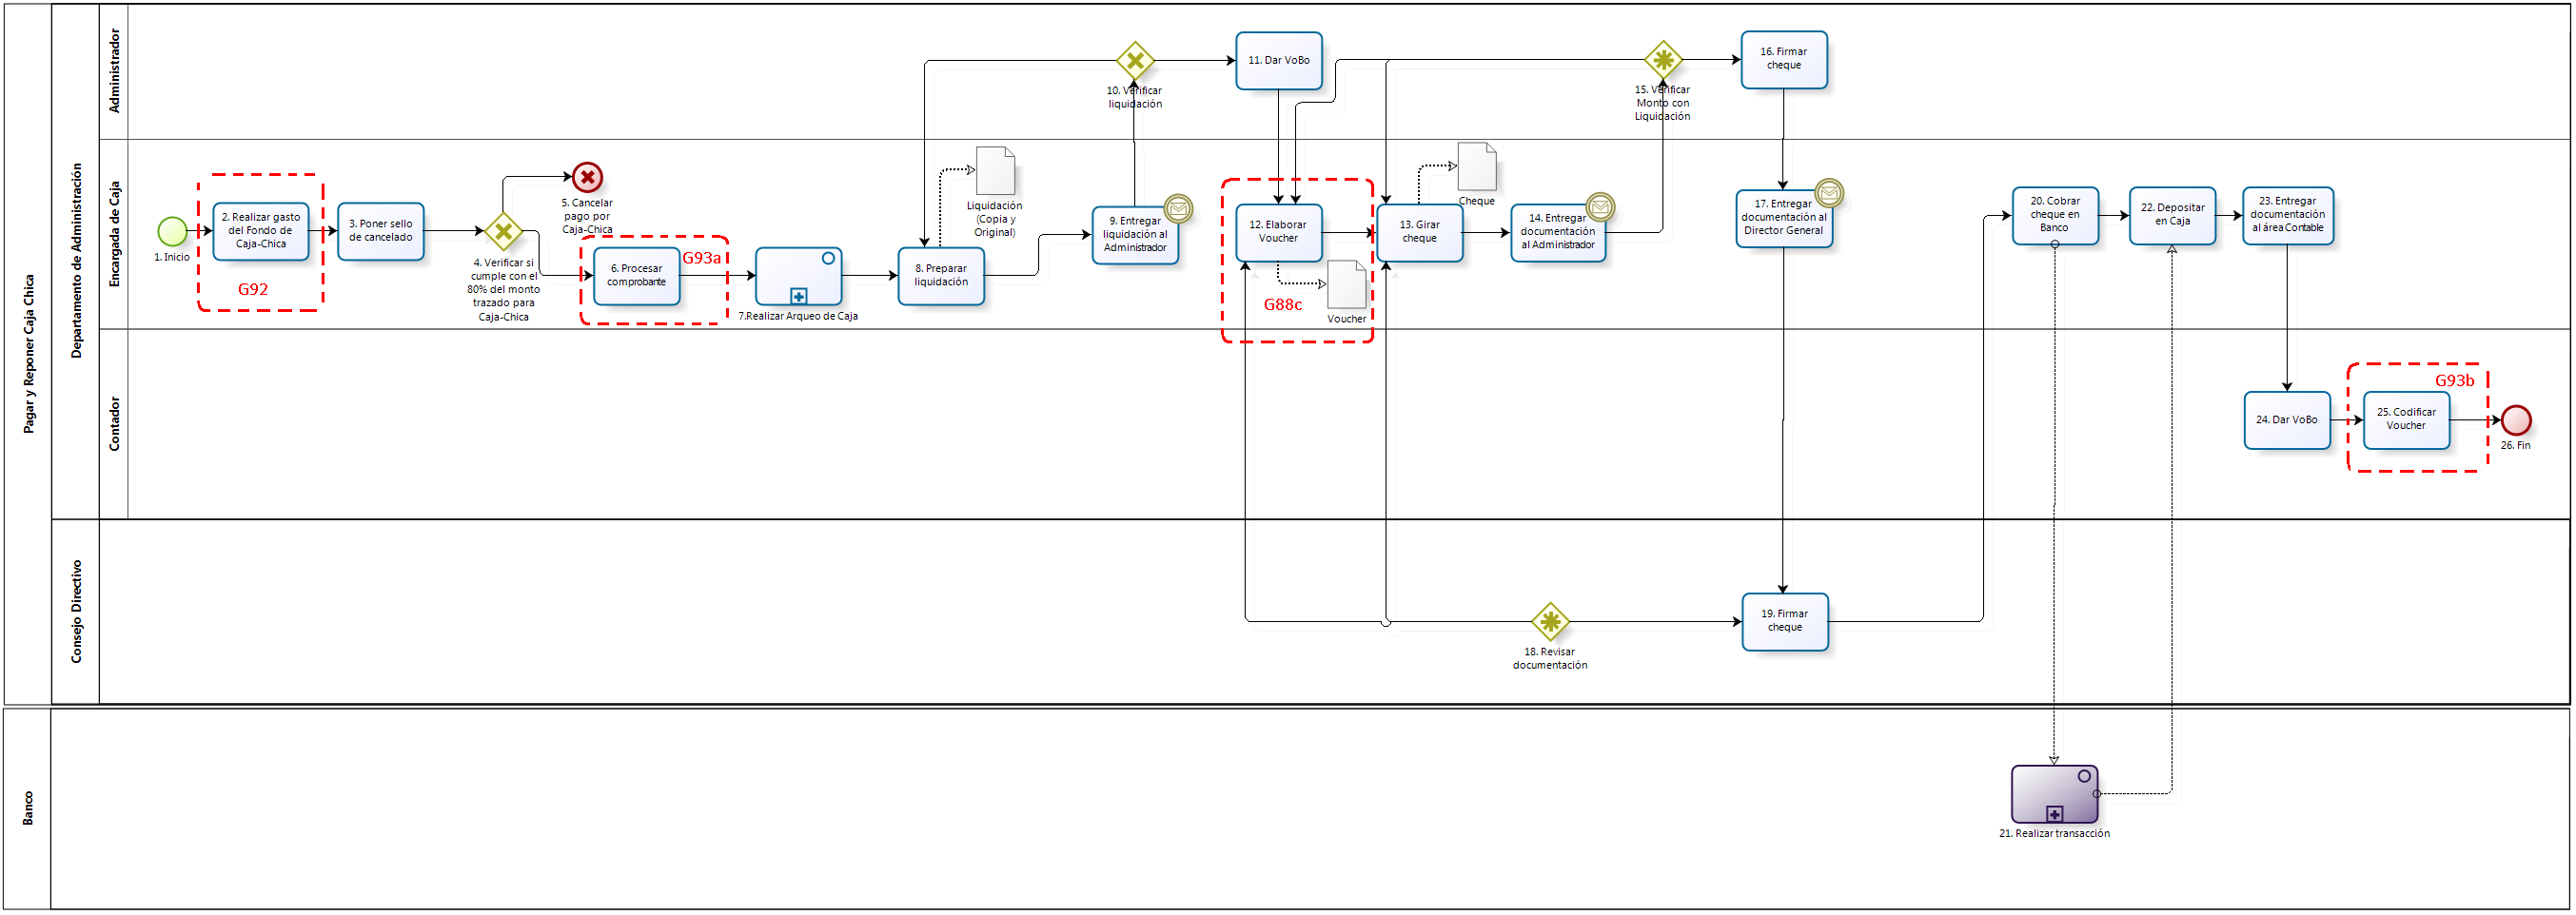 Pagar y Reponer Caja Chica
Departamento de Administración
Administrador
10. Verificar
liquidación
11. Dar VoBo
15. Verificar
Monto con
Liquidación
16. Firmar
cheque
Encargada de Caja
1. Inicio
2. Realizar gasto
del Fondo de
Caja-Chica
G92
3. Poner sello
de cancelado
4. Verificar si
cumple con el
80% del monto
trazado para
Caja-Chica
5. Cancelar
pago por
Caja-Chica
6. Procesar
comprobante
G93a
7.Realizar Arqueo de Caja
8. Preparar
liquidación
Liquidación
(Copia y
Original)
9. Entregar
liquidación al
Administrador
12. Elaborar
Voucher
G88c
Voucher
13. Girar
cheque
Cheque
14. Entregar
documentación
al Administrador
17. Entregar
documentación al
Director General
20. Cobrar
cheque en
Banco
22. Depositar
en Caja
23. Entregar
documentación
al área Contable
Contador
24. Dar VoBo
25. Codificar
Voucher
G93b
26. Fin
Consejo Directivo
18. Revisar
documentación
19. Firmar
cheque
Banco
21. Realizar transacción